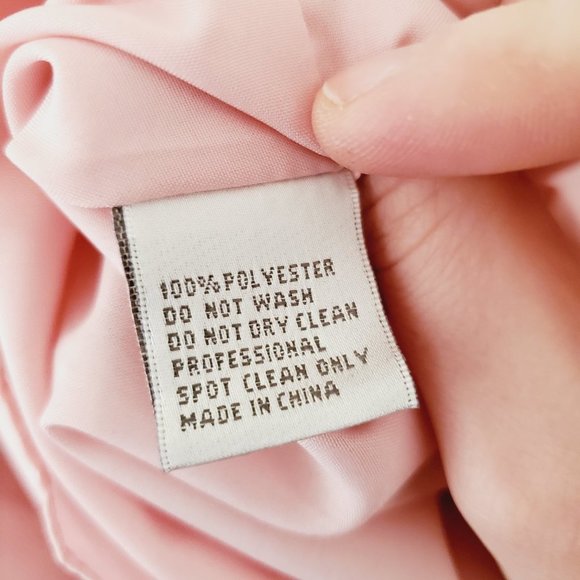 100% POLYESTER
DO NOT WASH
DO NOT DRY CLEAN
PROFESSIONAL
SPOT CLEAN ONLY
MADE IN CHINA